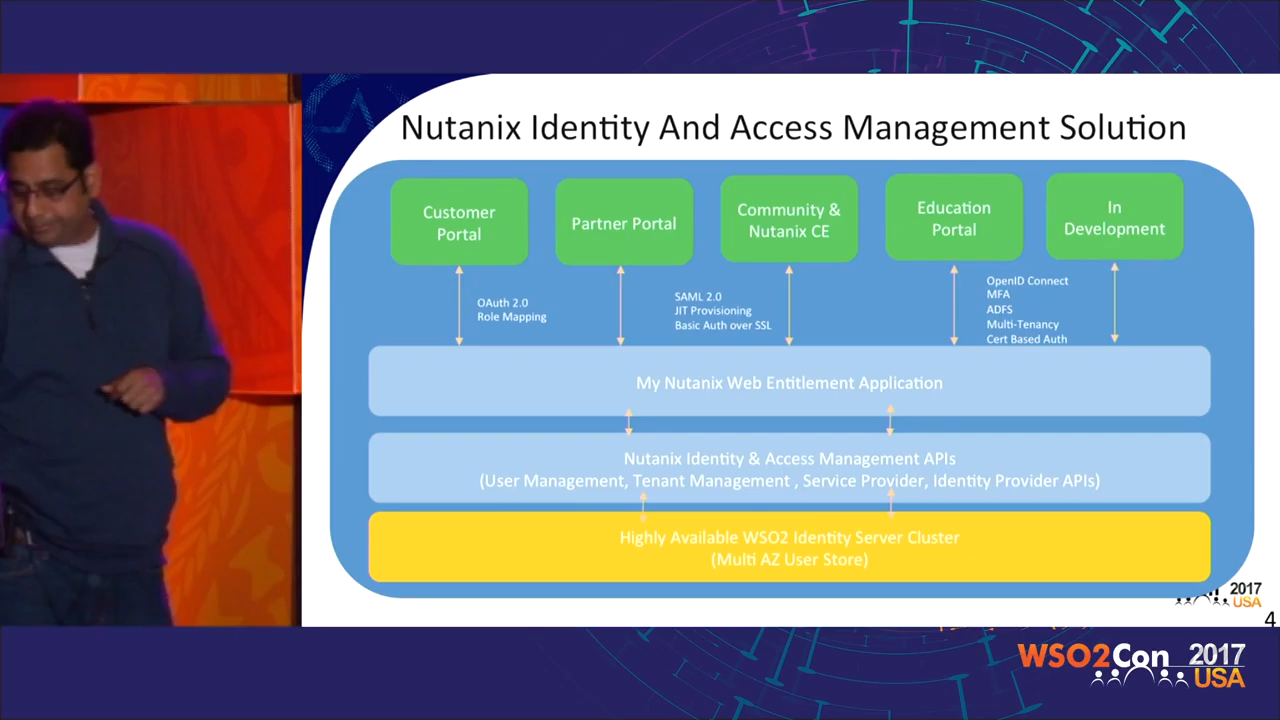 Nutanix Identity And Access Management Solution
Customer
Portal
Partner Portal
Community &
Nutanix CE
Education
Portal
In
Development
OAuth 2.0
Role Mapping
SAML 2.0
JIT Provisioning
Basic Auth over SSL
OpenID Connect
MFA
ADFS
Multi-Tenancy
Cert Based Auth
My Nutanix Web Entitlement Application
Nutanix Identity & Access Management APIs
(User Management, Tenant Management , Service Provider, Identity Provider APIs)
Highly Available WSO2 Identity Server Cluster
(Multi AZ User Store)
2017
USA
4
WSO2Con 2017
USA